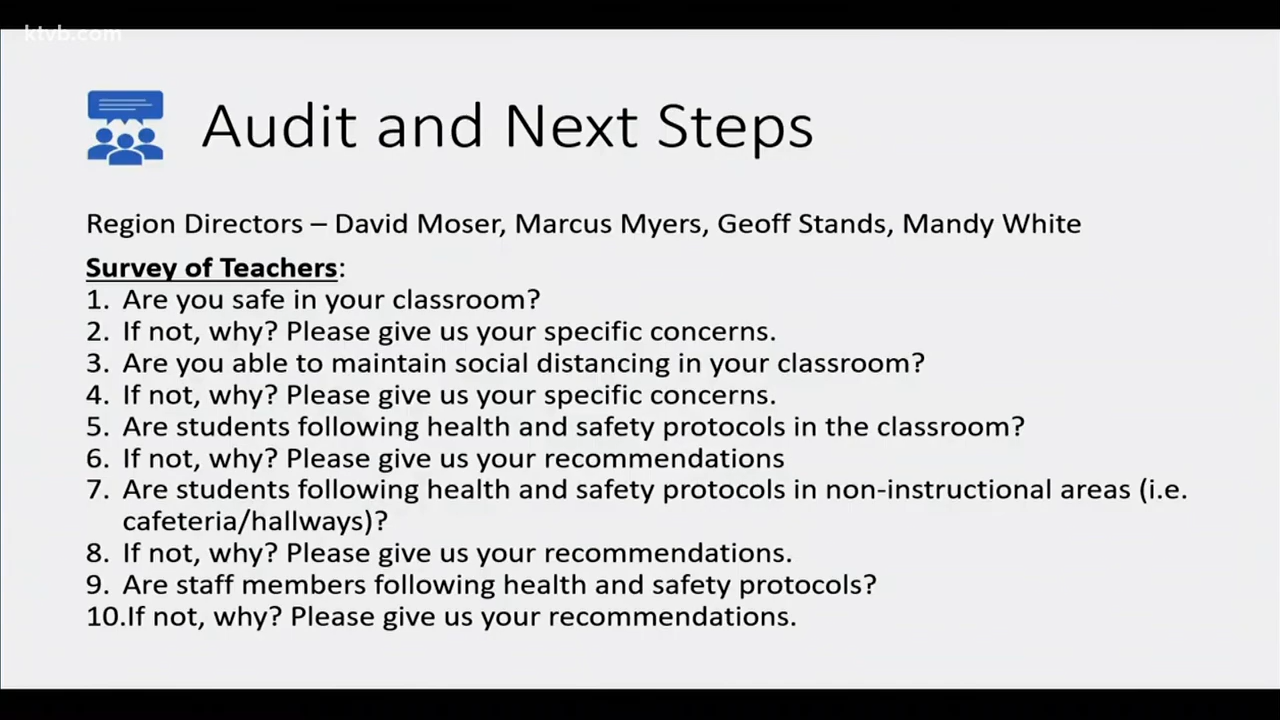 ktvb.com
Audit and Next Steps
Region Directors – David Moser, Marcus Myers, Geoff Stands, Mandy White
Survey of Teachers:
1. Are you safe in your classroom?
2. If not, why? Please give us your specific concerns.
3. Are you able to maintain social distancing in your classroom?
4. If not, why? Please give us your specific concerns.
5. Are students following health and safety protocols in the classroom?
6. If not, why? Please give us your recommendations
7. Are students following health and safety protocols in non-instructional areas (i.e.
cafeteria/hallways)?
8. If not, why? Please give us your recommendations.
9. Are staff members following health and safety protocols?
10.If not, why? Please give us your recommendations.